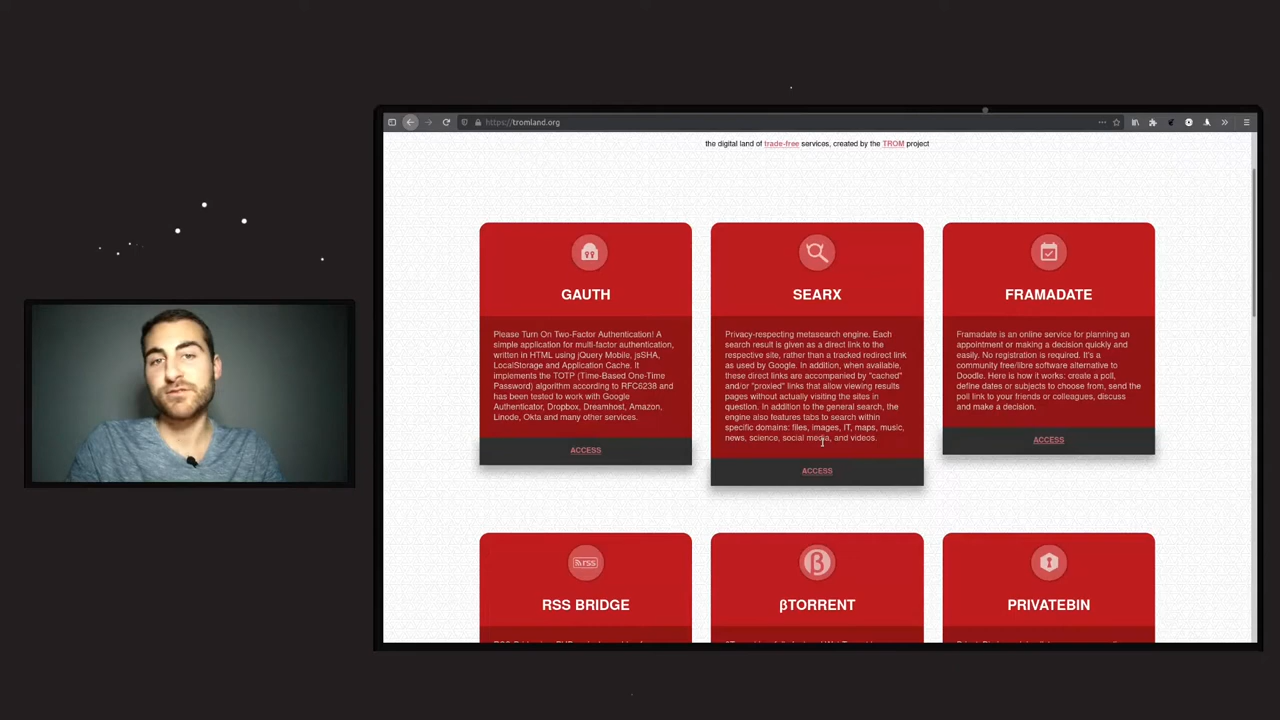 https://tromland.org
the digital land of trade-free services, created by the TROM project
GAUTH
Please Turn On Two-Factor Authentication! A
simple application for multi-factor authentication,
written in HTML using jQuery Mobile, jsSHA,
LocalStorage and Application Cache. It
implements the TOTP (Time-Based One-Time
Password) algorithm according to RFC6238 and
has been tested to work with Google
Authenticator, Dropbox, Dreamhost, Amazon,
Linode, Okta and many other services.
ACCESS
SEARX
Privacy-respecting metasearch engine. Each
search result is given as a direct link to the
respective site, rather than a tracked redirect link
as used by Google. In addition, when available,
these direct links are accompanied by "cached"
and/or "proxied" links that allow viewing results
pages without actually visiting the sites in
question. In addition to the general search, the
engine also features tabs to search within
specific domains: files, images, IT, maps, music,
news, science, social media, and videos.
ACCESS
FRAMADATE
Framadate is an online service for planning an
appointment or making a decision quickly and
easily. No registration is required. It's a
community free/libre software alternative to
Doodle. Here is how it works: create a poll,
define dates or subjects to choose from, send the
poll link to your friends or colleagues, discuss
and make a decision.
ACCESS
rss
RSS BRIDGE
β
βTORRENT
PRIVATEBIN